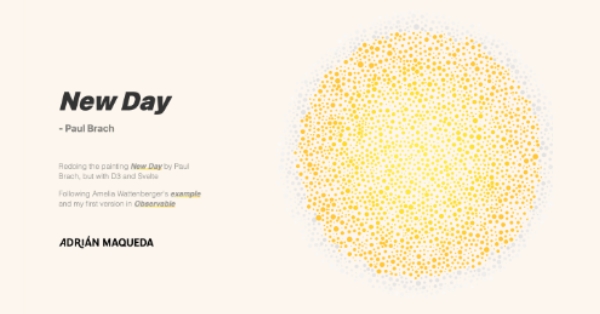 New Day
- Paul Brach
Redoing the painting New Day by Paul
Brach, but with D3 and Svelte
Following Amelia Wattenberger's example
and my first version in Observable
ADRIÁN MAQUEDA